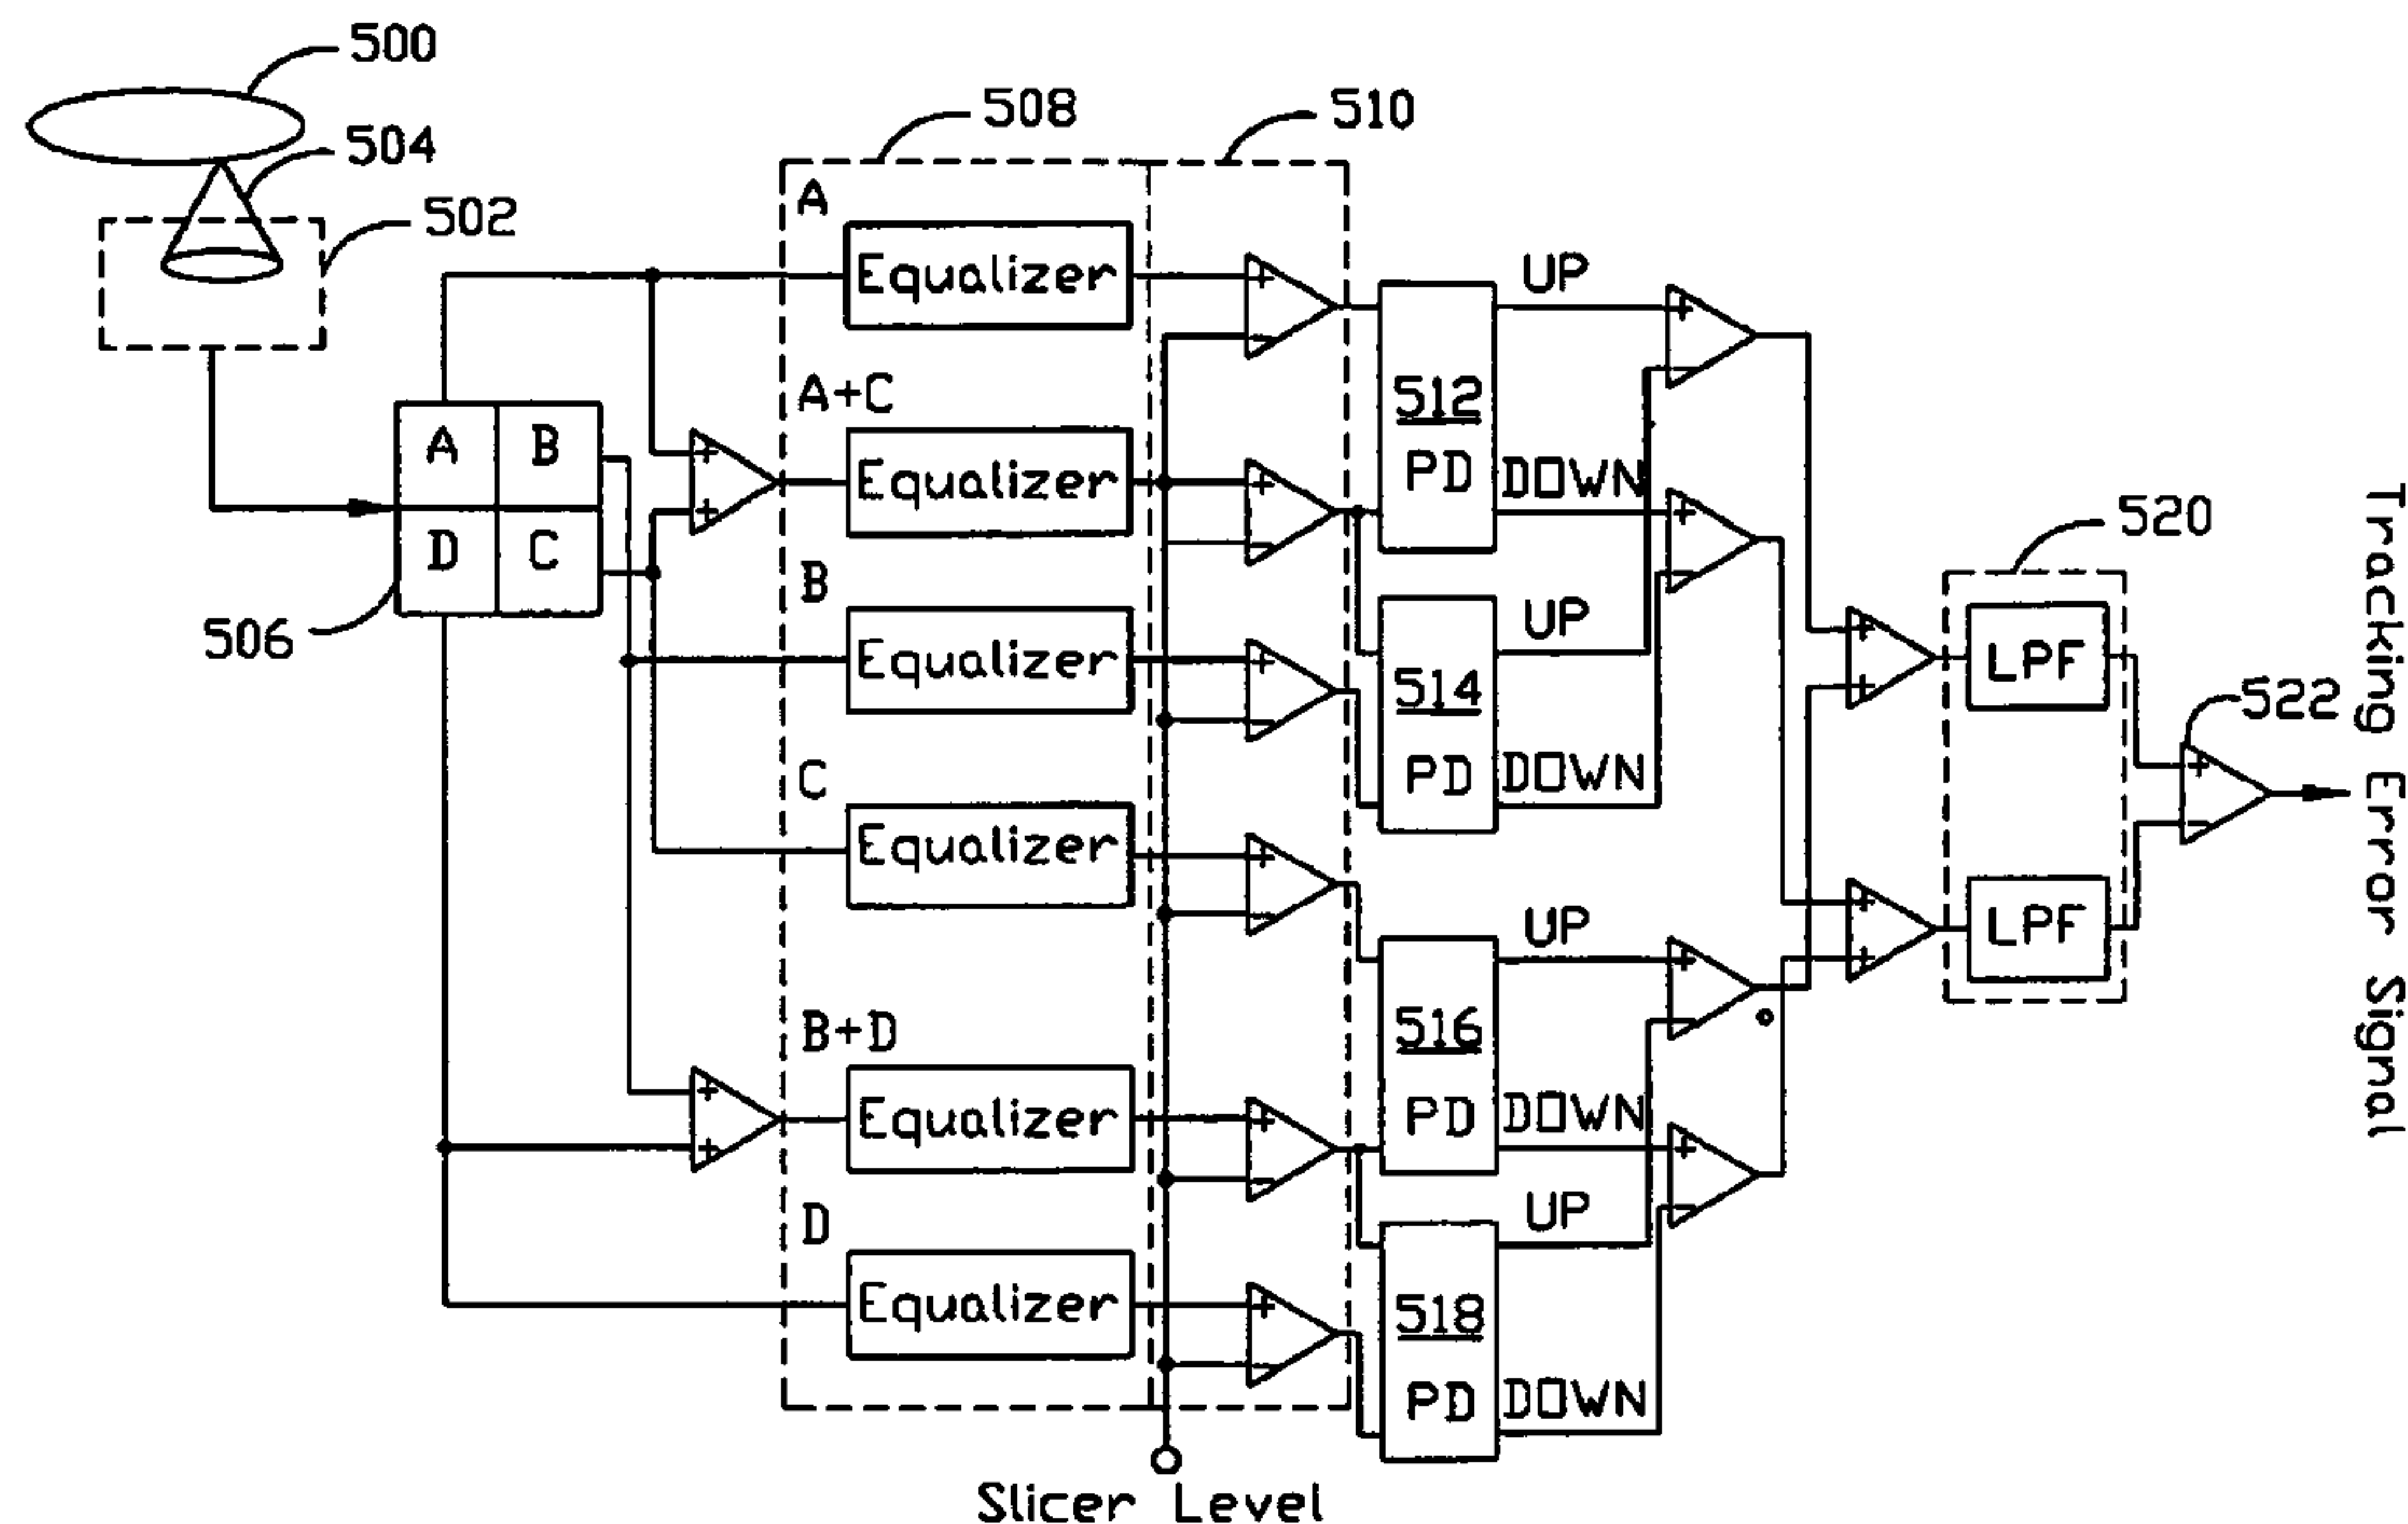 500
504
502
508
510
A
Equalizer
UP
A+C
A
B
Equalizer
512
PD
DOWN
D
C
506
B
Equalizer
UP
514
PD
DOWN
520
LPF
522
C
Equalizer
UP
LPF
B+D
516
PD
DOWN
Equalizer
D
UP
Equalizer
518
PD
DOWN
Slicer Level
Tracking Error Signal
+
−
+
−
+
−
+
−
+
−
+
−
+
+
+
+
+
−
+
−
+
−
+
−
+
+
+
+
+
−